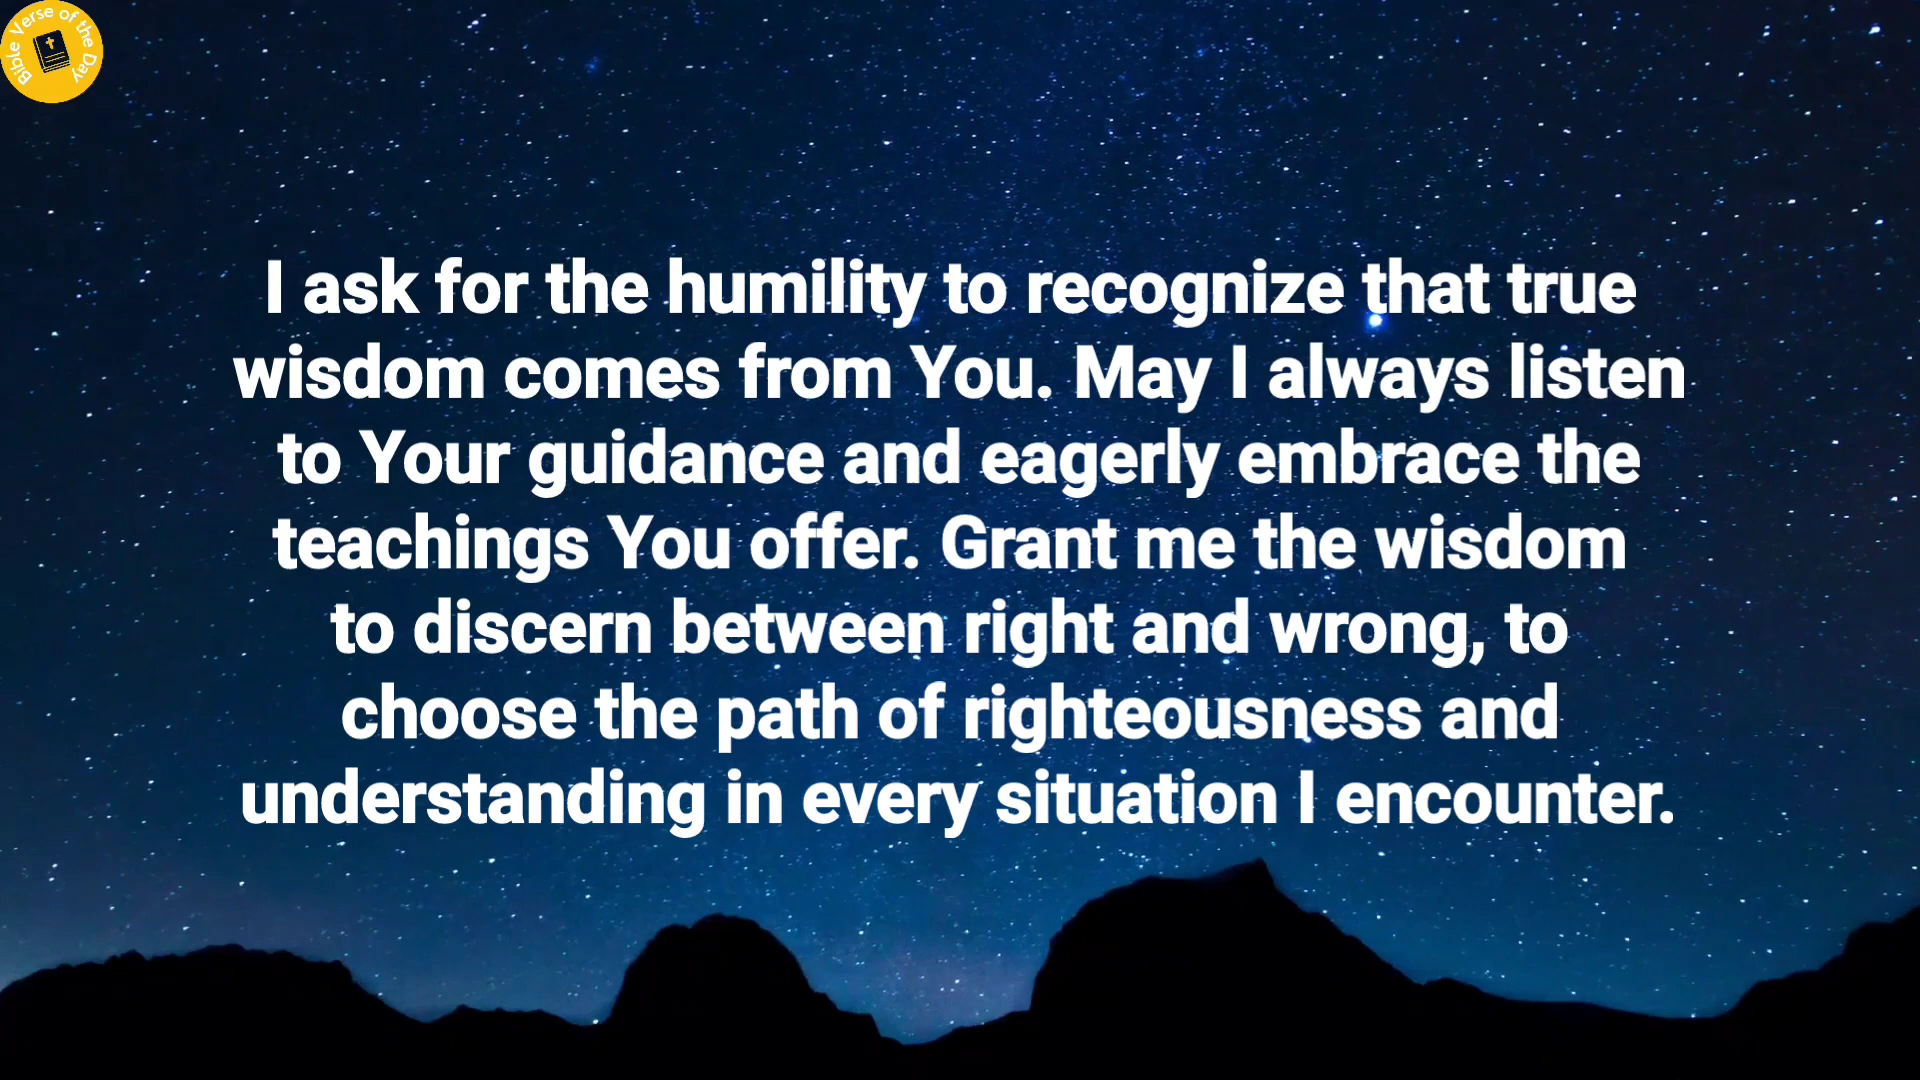 Bible Verse of the Day
I ask for the humility to recognize that true
wisdom comes from You. May I always listen
to Your guidance and eagerly embrace the
teachings You offer. Grant me the wisdom
to discern between right and wrong, to
choose the path of righteousness and
understanding in every situation I encounter.